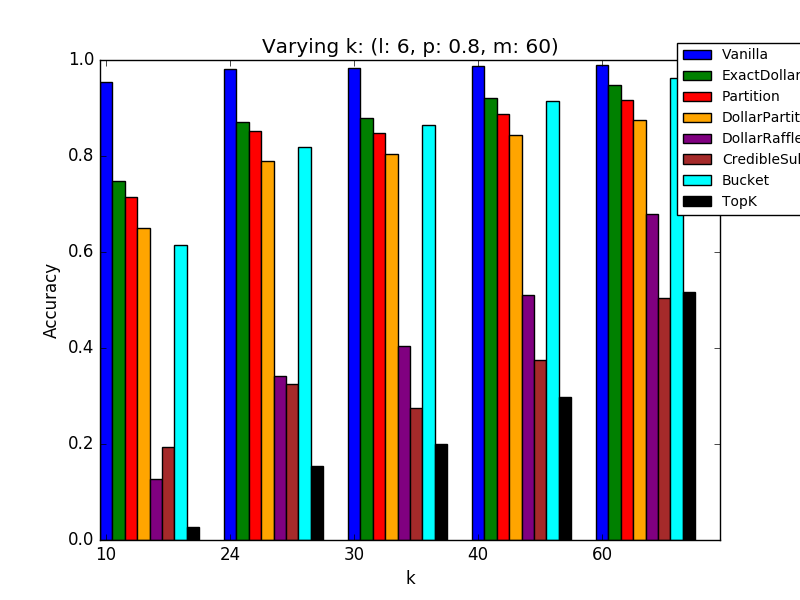 Varying k: (l: 6, p: 0.8, m: 60)
Vanilla
ExactDollar
Partition
DollarPartit
DollarRaffle
CredibleSu
Bucket
TopK
1.0
0.8
0.6
0.4
0.2
0.0
Accuracy
10 24 30 40 60
k